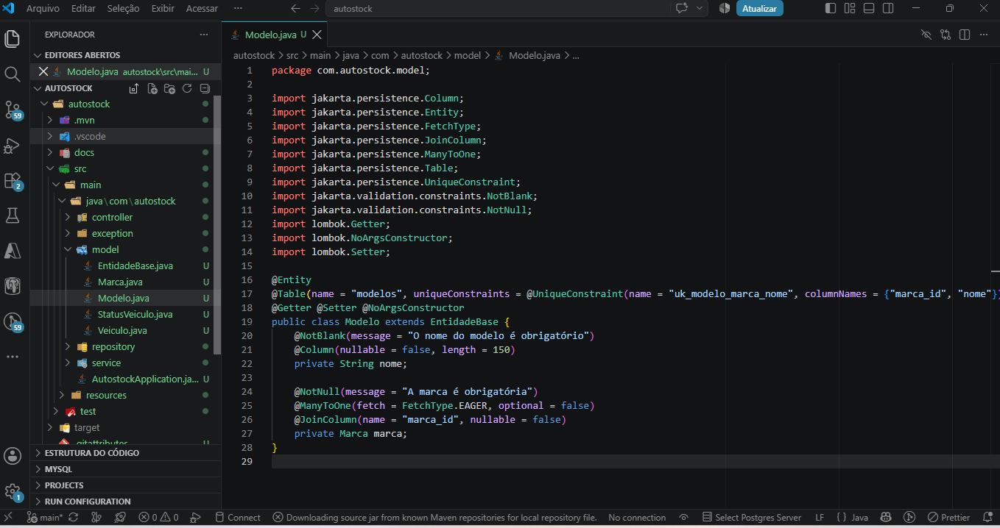 Arquivo Editar Seleção Exibir Acessar ··· autostock Atualizar
EXPLORADOR ···
EDITORES ABERTOS
Modelo.java autostock\src\mai... U
AUTOSTOCK
autostock
.mvn
.vscode
docs
src
main
java\com\autostock
controller
exception
model
EntidadeBase.java U
Marca.java U
Modelo.java U
StatusVeiculo.java U
Veiculo.java U
repository
service
AutostockApplication.ja... U
resources
test
target
.gitattributes U
ESTRUTURA DO CÓDIGO
MYSQL
PROJECTS
RUN CONFIGURATION
59
2
59
···
1
Modelo.java U
autostock > src > main > java > com > autostock > model > Modelo.java > ...
1 package com.autostock.model;
2
3 import jakarta.persistence.Column;
4 import jakarta.persistence.Entity;
5 import jakarta.persistence.FetchType;
6 import jakarta.persistence.JoinColumn;
7 import jakarta.persistence.ManyToOne;
8 import jakarta.persistence.Table;
9 import jakarta.persistence.UniqueConstraint;
10 import jakarta.validation.constraints.NotBlank;
11 import jakarta.validation.constraints.NotNull;
12 import lombok.Getter;
13 import lombok.NoArgsConstructor;
14 import lombok.Setter;
15
16 @Entity
17 @Table(name = "modelos", uniqueConstraints = @UniqueConstraint(name = "uk_modelo_marca_nome", columnNames = {"marca_id", "nome"})
18 @Getter @Setter @NoArgsConstructor
19 public class Modelo extends EntidadeBase {
20 @NotBlank(message = "O nome do modelo é obrigatório")
21 @Column(nullable = false, length = 150)
22 private String nome;
23
24 @NotNull(message = "A marca é obrigatória")
25 @ManyToOne(fetch = FetchType.EAGER, optional = false)
26 @JoinColumn(name = "marca_id", nullable = false)
27 private Marca marca;
28 }
29
main* 0 0 Connect Downloading source jar from known Maven repositories for local repository file. No connection Select Postgres Server LF { } Java Prettier